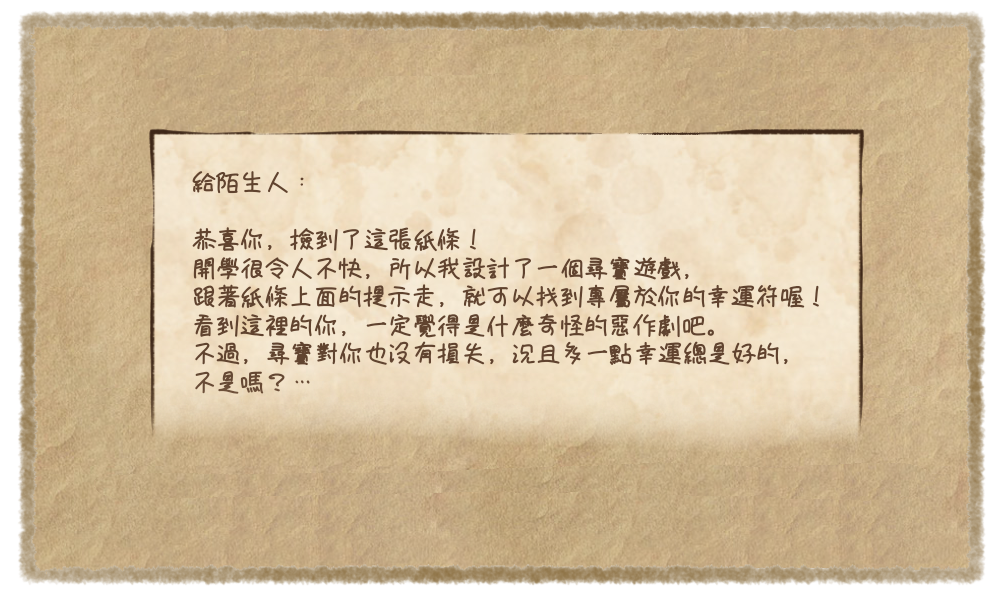 給陌生人：
恭喜你，撿到了這張紙條！
開學很令人不快，所以我設計了一個尋寶遊戲，
跟著紙條上面的提示走，就可以找到專屬於你的幸運符喔！
看到這裡的你，一定覺得是什麼奇怪的惡作劇吧。
不過，尋寶對你也沒有損失，況且多一點幸運總是好的，
不是嗎？…